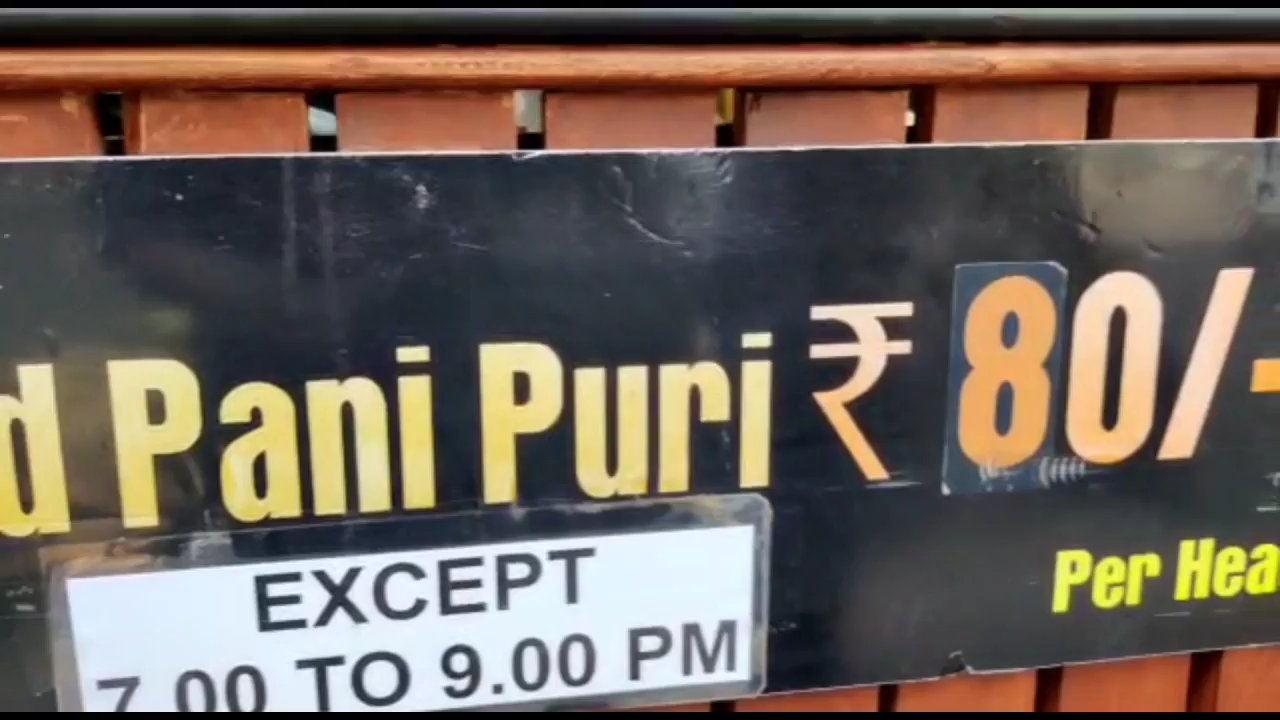 d Pani Puri ₹ 80/-
Per Hea
EXCEPT
7.00 TO 9.00 PM